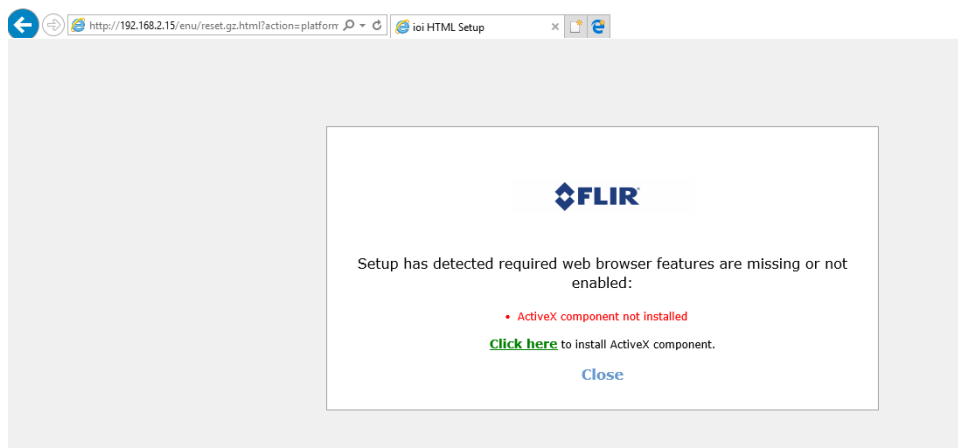 http://192.168.2.15/enu/reset.gz.html?action=platform
ioi HTML Setup
FLIR
Setup has detected required web browser features are missing or not
enabled:
• ActiveX component not installed
Click here to install ActiveX component.
Close